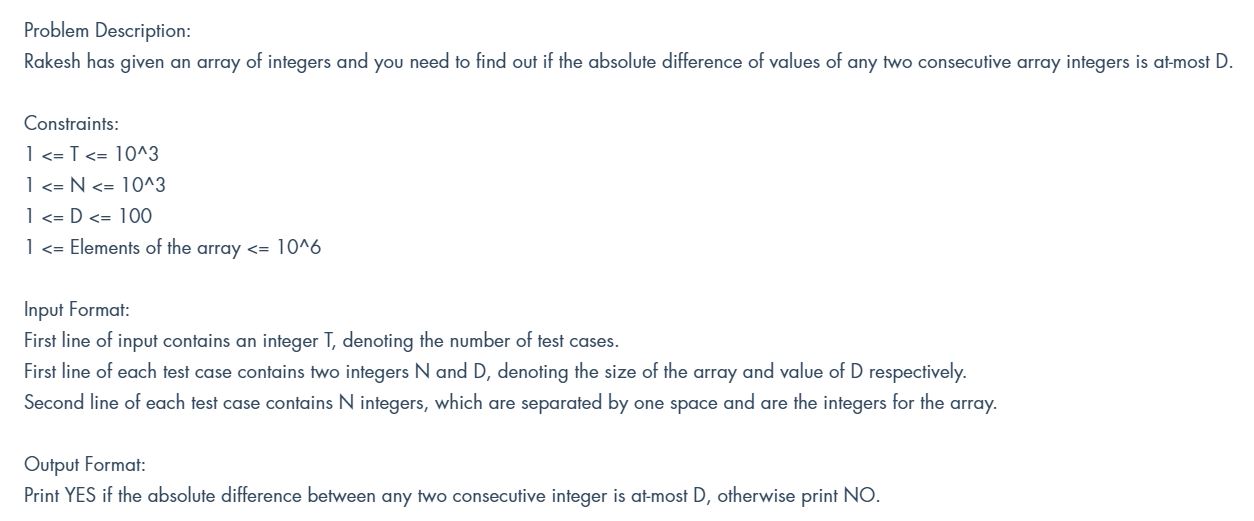 Problem Description:
Rakesh has given an array of integers and you need to find out if the absolute difference of values of any two consecutive array integers is at-most D.
Constraints:
1 <= T <= 10^3
1 <= N <= 10^3
1 <= D <= 100
1 <= Elements of the array <= 10^6
Input Format:
First line of input contains an integer T, denoting the number of test cases.
First line of each test case contains two integers N and D, denoting the size of the array and value of D respectively.
Second line of each test case contains N integers, which are separated by one space and are the integers for the array.
Output Format:
Print YES if the absolute difference between any two consecutive integer is at-most D, otherwise print NO.